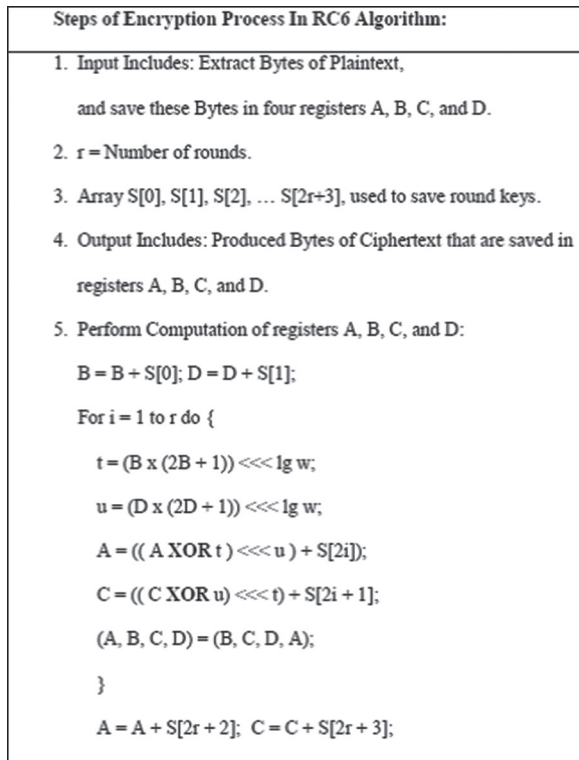 Steps of Encryption Process In RC6 Algorithm:
1. Input Includes: Extract Bytes of Plaintext,
and save these Bytes in four registers A, B, C, and D.
2. r = Number of rounds.
3. Array S[0], S[1], S[2], … S[2r+3], used to save round keys.
4. Output Includes: Produced Bytes of Ciphertext that are saved in
registers A, B, C, and D.
5. Perform Computation of registers A, B, C, and D:
B = B + S[0]; D = D + S[1];
For i = 1 to r do {
t = (B x (2B + 1)) <<< lg w;
u = (D x (2D + 1)) <<< lg w;
A = (( A XOR t ) <<< u ) + S[2i]);
C = (( C XOR u) <<< t) + S[2i + 1];
(A, B, C, D) = (B, C, D, A);
}
A = A + S[2r + 2]; C = C + S[2r + 3];